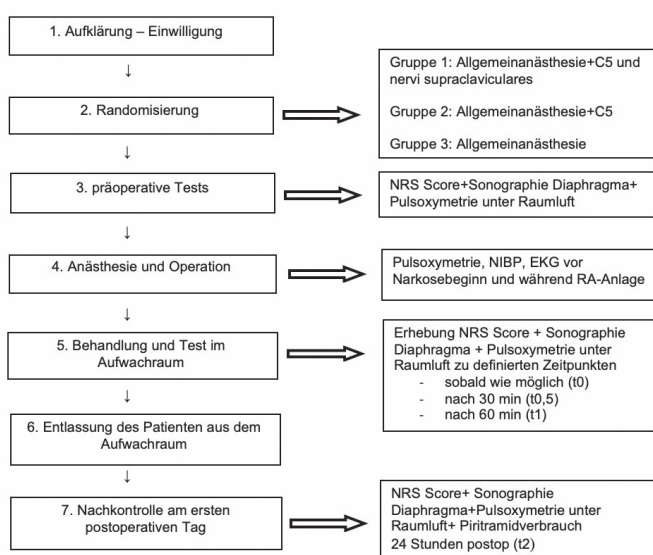 1. Aufklärung – Einwilligung
↓
2. Randomisierung
Gruppe 1: Allgemeinanästhesie+C5 und
nervi supraclaviculares
Gruppe 2: Allgemeinanästhesie+C5
Gruppe 3: Allgemeinanästhesie
↓
3. präoperative Tests
NRS Score+Sonographie Diaphragma+
Pulsoxymetrie unter Raumluft
↓
4. Anästhesie und Operation
Pulsoxymetrie, NIBP, EKG vor
Narkosebeginn und während RA-Anlage
↓
5. Behandlung und Test im
Aufwachraum
Erhebung NRS Score + Sonographie
Diaphragma + Pulsoxymetrie unter
Raumluft zu definierten Zeitpunkten
- sobald wie möglich (t0)
- nach 30 min (t0,5)
- nach 60 min (t1)
↓
6. Entlassung des Patienten aus dem
Aufwachraum
↓
7. Nachkontrolle am ersten
postoperativen Tag
NRS Score+ Sonographie
Diaphragma+Pulsoxymetrie unter
Raumluft+ Piritramidverbrauch
24 Stunden postop (t2)